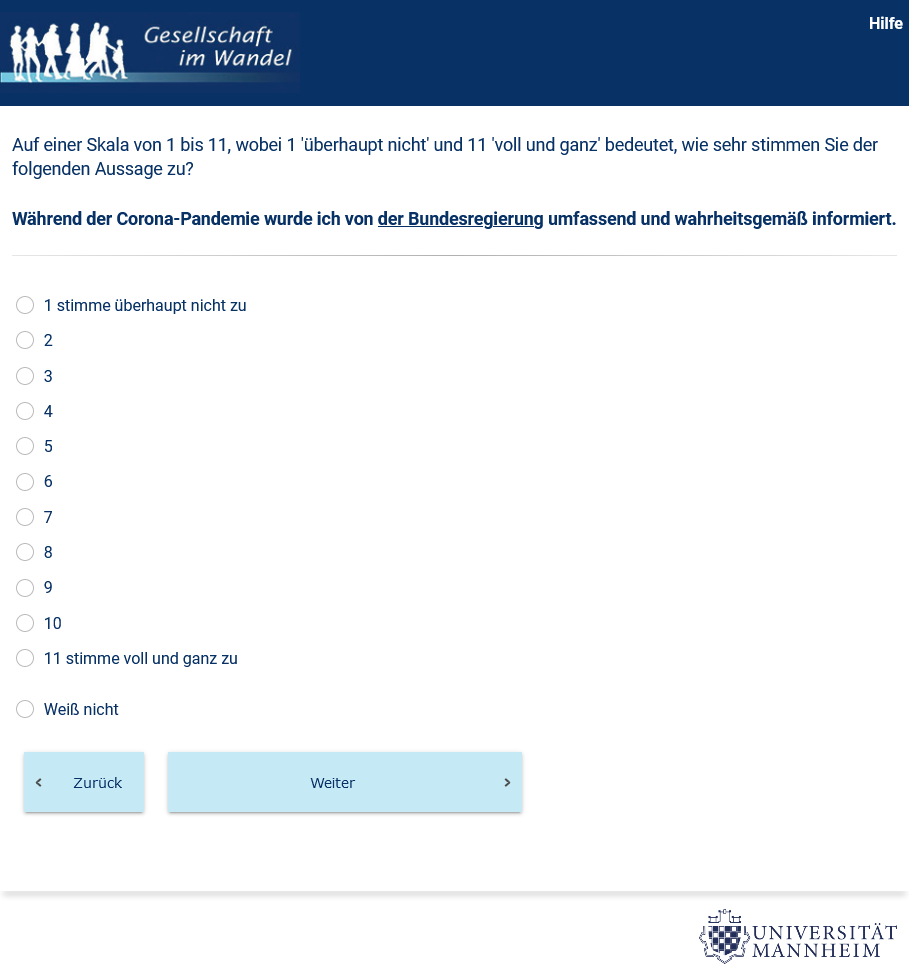 Gesellschaft
im Wandel
Hilfe
Auf einer Skala von 1 bis 11, wobei 1 'überhaupt nicht' und 11 'voll und ganz' bedeutet, wie sehr stimmen Sie der
folgenden Aussage zu?
Während der Corona-Pandemie wurde ich von der Bundesregierung umfassend und wahrheitsgemäß informiert.
1 stimme überhaupt nicht zu
2
3
4
5
6
7
8
9
10
11 stimme voll und ganz zu
Weiß nicht
Zurück
Weiter
UNIVERSITÄT
MANNHEIM